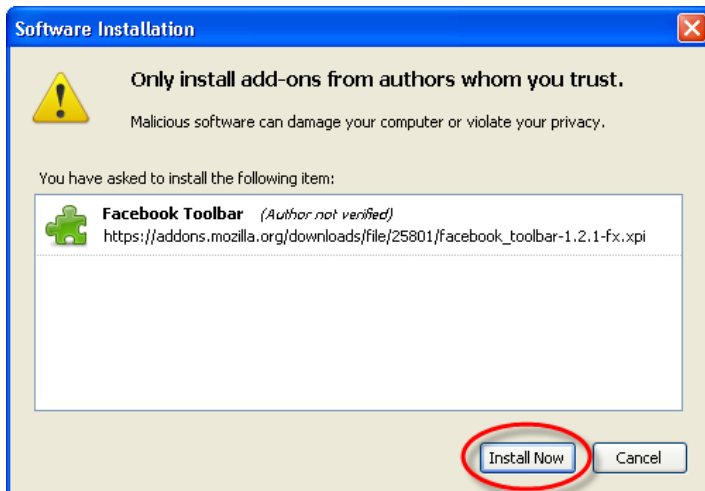 Software Installation
Only install add-ons from authors whom you trust.
Malicious software can damage your computer or violate your privacy.
You have asked to install the following item:
Facebook Toolbar (Author not verified)
https://addons.mozilla.org/downloads/file/25801/facebook_toolbar-1.2.1-fx.xpi
Install Now Cancel